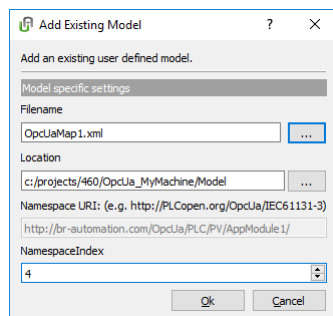 Add Existing Model
Add an existing user defined model.
Model specific settings
Filename
OpcUaMap1.xml
...
Location
c:/projects/460/OpcUa_MyMachine/Model
...
Namespace URI: (e.g. http://PLCopen.org/OpcUa/IEC61131-3)
http://br-automation.com/OpcUa/PLC/PV/AppModule1/
NamespaceIndex
4
Ok Cancel